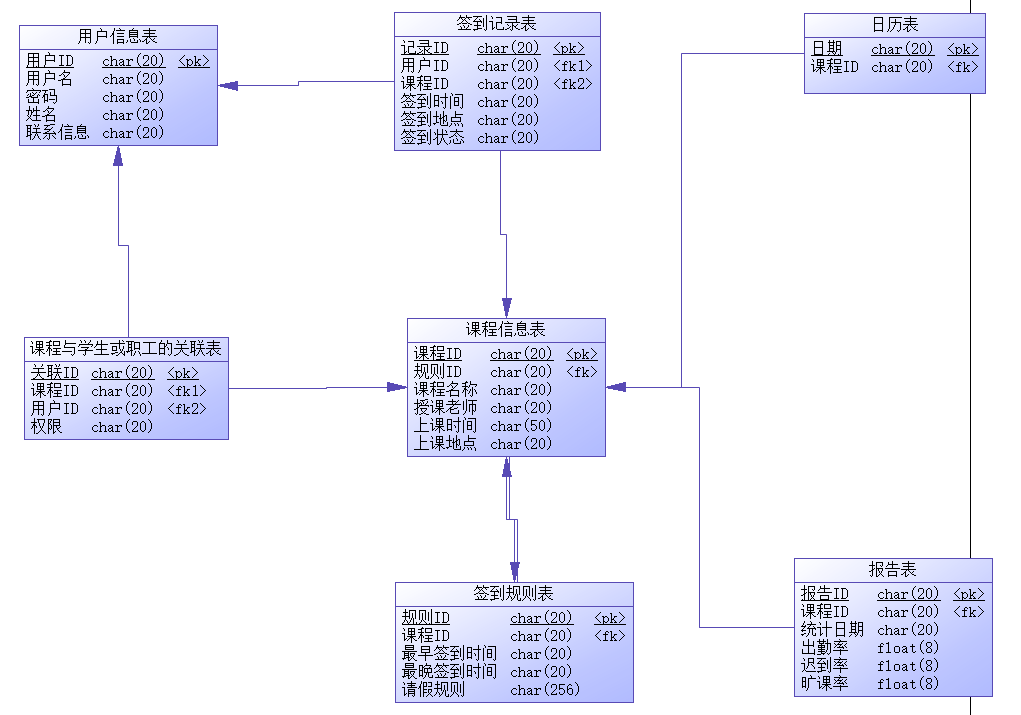 用户信息表
用户ID char(20) <pk>
用户名 char(20)
密码 char(20)
姓名 char(20)
联系信息 char(20)
签到记录表
记录ID char(20) <pk>
用户ID char(20) <fk1>
课程ID char(20) <fk2>
签到时间 char(20)
签到地点 char(20)
签到状态 char(20)
日历表
日期 char(20) <pk>
课程ID char(20) <fk>
课程与学生或职工的关联表
关联ID char(20) <pk>
课程ID char(20) <fk1>
用户ID char(20) <fk2>
权限 char(20)
课程信息表
课程ID char(20) <pk>
规则ID char(20) <fk>
课程名称 char(20)
授课老师 char(20)
上课时间 char(50)
上课地点 char(20)
签到规则表
规则ID char(20) <pk>
课程ID char(20) <fk>
最早签到时间 char(20)
最晚签到时间 char(20)
请假规则 char(256)
报告表
报告ID char(20) <pk>
课程ID char(20) <fk>
统计日期 char(20)
出勤率 float(8)
迟到率 float(8)
旷课率 float(8)